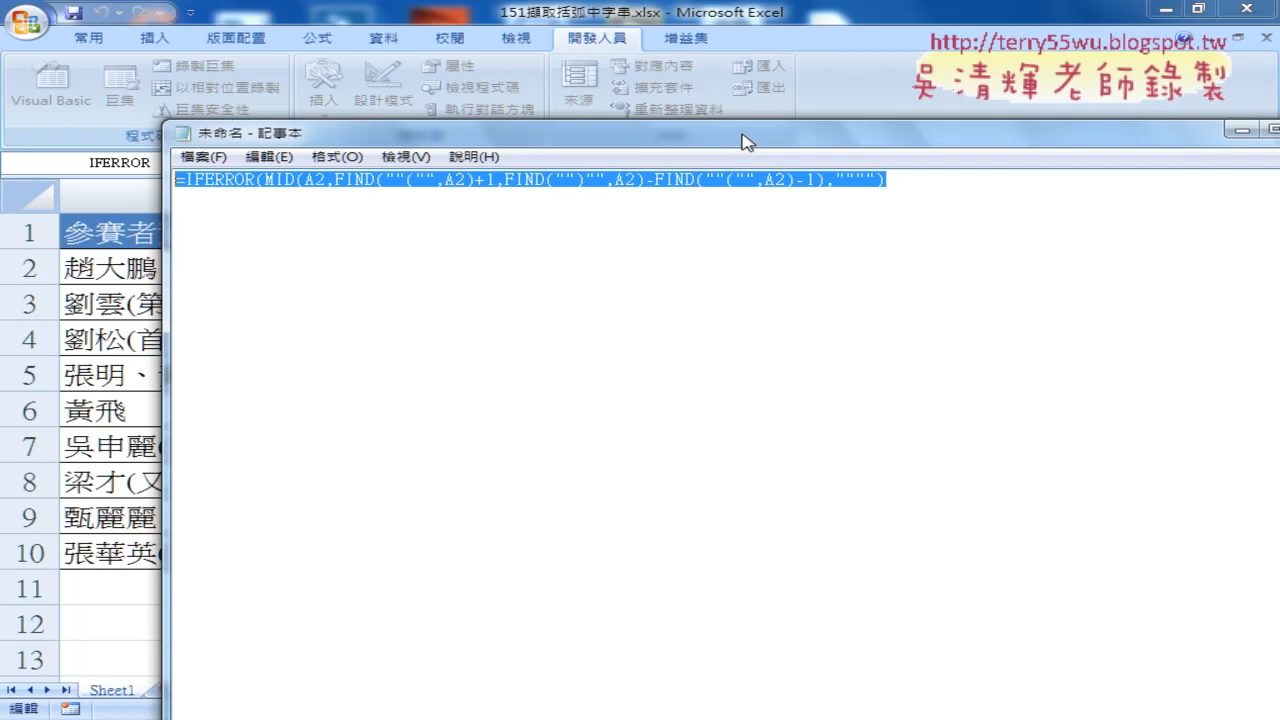 151擷取括弧中字串.xlsx - Microsoft Excel
常用 插入 版面配置 公式 資料 校閱 檢視 開發人員 增益集
http://terry55wu.blogspot.tw
吳清輝老師錄製
錄製巨集 屬性 對應內容 匯入
以相對位置錄製 檢視程式碼 擴充套件 匯出
Visual Basic 巨集 巨集安全性 插入 設計模式 執行對話方塊 來源 重新整理資料
未命名 - 記事本
IFERROR
檔案(F) 編輯(E) 格式(O) 檢視(V) 說明(H)
=IFERROR(MID(A2,FIND(""("",A2)+1,FIND("")"",A2)-FIND(""("",A2)-1),"""")
1 參賽者
2 趙大鵬
3 劉雲(第
4 劉松(首
5 張明、
6 黃飛
7 吳申麗
8 梁才(又
9 甄麗麗
10 張華英
11
12
13
Sheet1
編輯